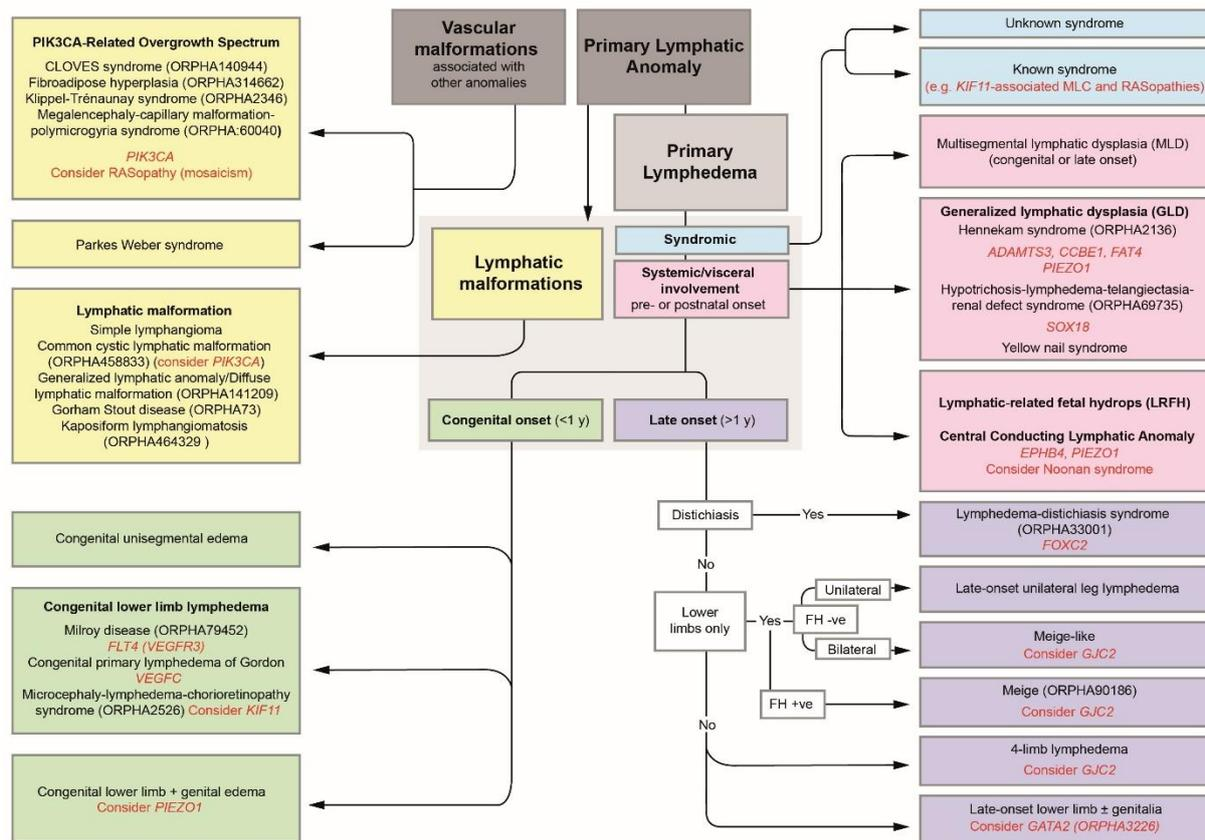 PIK3CA-Related Overgrowth Spectrum
CLOVES syndrome (ORPHA140944)
Fibroadipose hyperplasia (ORPHA314662)
Klippel-Trénaunay syndrome (ORPHA2346)
Megalencephaly-capillary malformation-
polymicrogyria syndrome (ORPHA:60040)
PIK3CA
Consider RASopathy (mosaicism)
Parkes Weber syndrome
Lymphatic malformation
Simple lymphangioma
Common cystic lymphatic malformation
(ORPHA458833) (consider PIK3CA)
Generalized lymphatic anomaly/Diffuse
lymphatic malformation (ORPHA141209)
Gorham Stout disease (ORPHA73)
Kaposiform lymphangiomatosis
(ORPHA464329 )
Congenital unisegmental edema
Congenital lower limb lymphedema
Milroy disease (ORPHA79452)
FLT4 (VEGFR3)
Congenital primary lymphedema of Gordon
VEGFC
Microcephaly-lymphedema-chorioretinopathy
syndrome (ORPHA2526) Consider KIF11
Congenital lower limb + genital edema
Consider PIEZO1
Vascular
malformations
associated with
other anomalies
Primary Lymphatic
Anomaly
Primary
Lymphedema
Lymphatic
malformations
Syndromic
Systemic/visceral
involvement
pre- or postnatal onset
Congenital onset (<1 y)
Late onset (>1 y)
Distichiasis
Yes
No
Lower
limbs only
Yes
Unilateral
FH -ve
Bilateral
FH +ve
No
Unknown syndrome
Known syndrome
(e.g. KIF11-associated MLC and RASopathies)
Multisegmental lymphatic dysplasia (MLD)
(congenital or late onset)
Generalized lymphatic dysplasia (GLD)
Hennekam syndrome (ORPHA2136)
ADAMTS3, CCBE1, FAT4
PIEZO1
Hypotrichosis-lymphedema-telangiectasia-
renal defect syndrome (ORPHA69735)
SOX18
Yellow nail syndrome
Lymphatic-related fetal hydrops (LRFH)
Central Conducting Lymphatic Anomaly
EPHB4, PIEZO1
Consider Noonan syndrome
Lymphedema-distichiasis syndrome
(ORPHA33001)
FOXC2
Late-onset unilateral leg lymphedema
Meige-like
Consider GJC2
Meige (ORPHA90186)
Consider GJC2
4-limb lymphedema
Consider GJC2
Late-onset lower limb ± genitalia
Consider GATA2 (ORPHA3226)